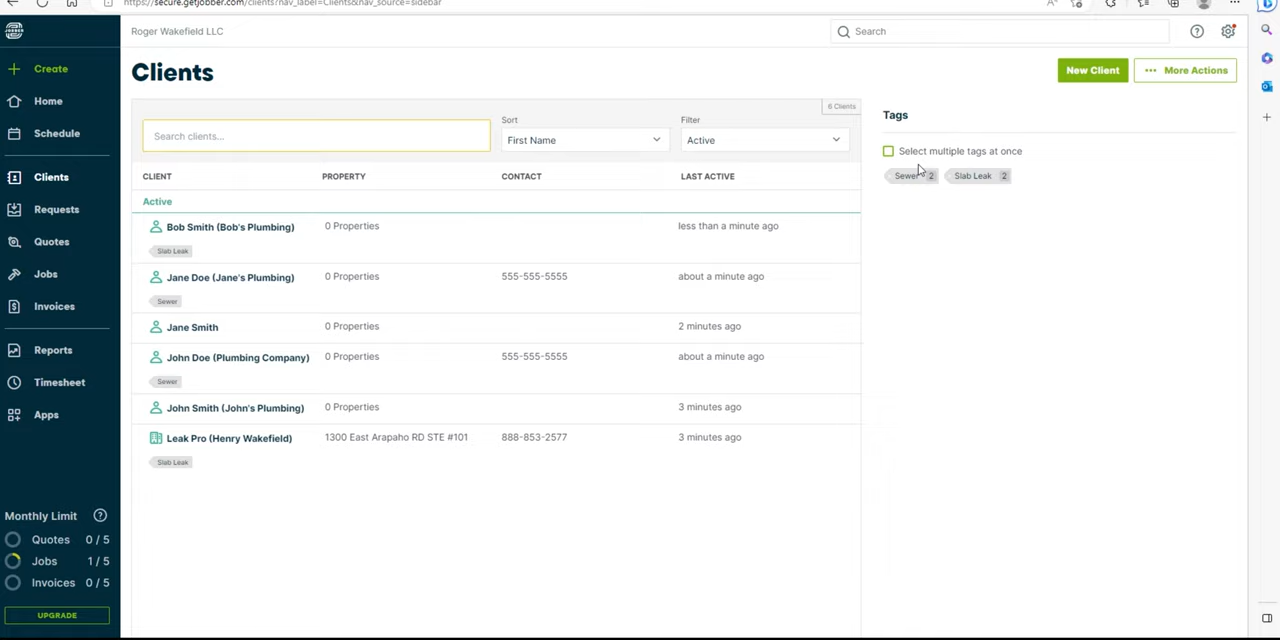 https://secure.getjobber.com/clients?nav_label=Clients&nav_source=sidebar
JOBBER
Roger Wakefield LLC
Search
Create
Home
Schedule
Clients
Requests
Quotes
Jobs
Invoices
Reports
Timesheet
Apps
Monthly Limit
Quotes 0 / 5
Jobs 1 / 5
Invoices 0 / 5
UPGRADE
Clients
New Client
More Actions
6 Clients
Search clients...
Sort
First Name
Filter
Active
CLIENT PROPERTY CONTACT LAST ACTIVE
Active
Bob Smith (Bob's Plumbing) 0 Properties less than a minute ago
Slab Leak
Jane Doe (Jane's Plumbing) 0 Properties 555-555-5555 about a minute ago
Sewer
Jane Smith 0 Properties 2 minutes ago
John Doe (Plumbing Company) 0 Properties 555-555-5555 about a minute ago
Sewer
John Smith (John's Plumbing) 0 Properties 3 minutes ago
Leak Pro (Henry Wakefield) 1300 East Arapaho RD STE #101 888-853-2577 3 minutes ago
Slab Leak
Tags
Select multiple tags at once
Sewer 2 Slab Leak 2